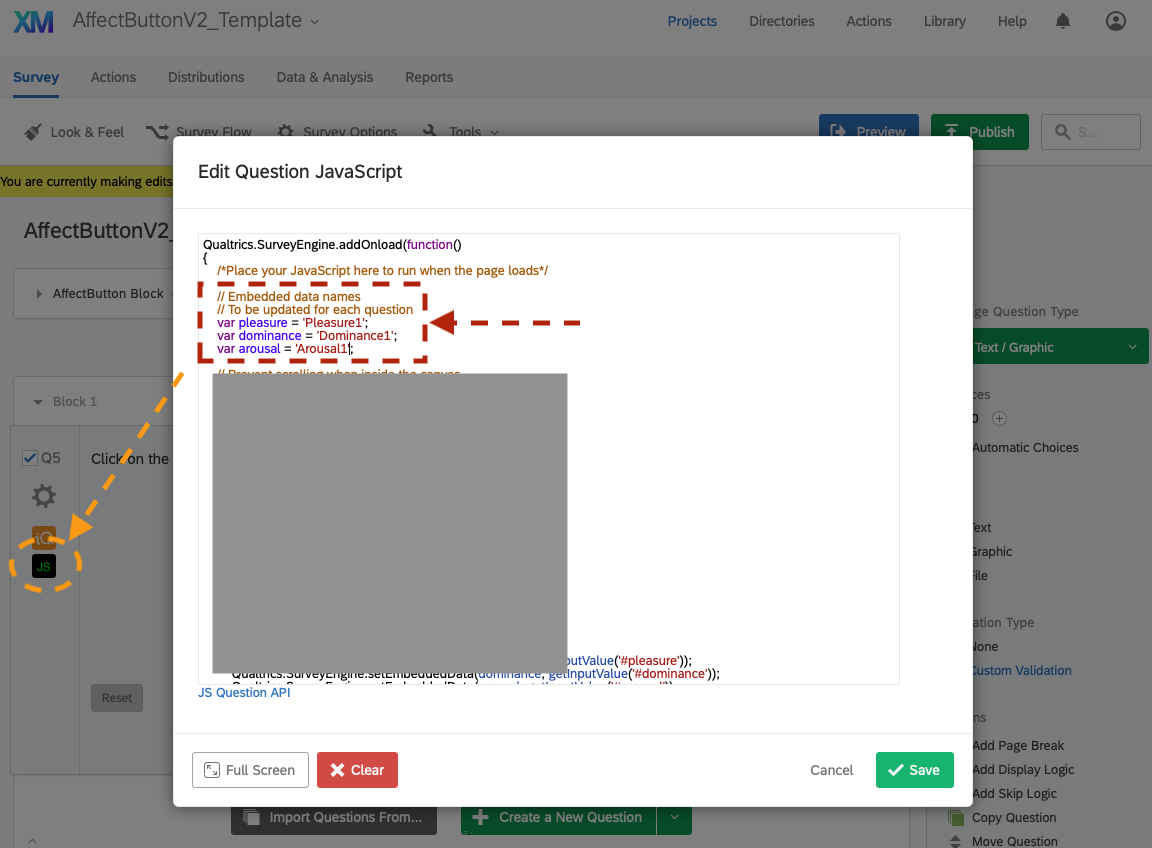 XM AffectButtonV2_Template
Projects Directories Actions Library Help
Survey Actions Distributions Data & Analysis Reports
Look & Feel Survey Flow Survey Options Tools Preview Publish S...
You are currently making edits
Edit Question JavaScript
AffectButtonV2_
Qualtrics.SurveyEngine.addOnload(function()
{
/*Place your JavaScript here to run when the page loads*/
AffectButton Block
// Embedded data names
// To be updated for each question
var pleasure = 'Pleasure1';
var dominance = 'Dominance1';
var arousal = 'Arousal1';
// Prevent scrolling when inside the canvas
ge Question Type
Text / Graphic
ces
0
Automatic Choices
Block 1
Q5 Click on the
iQ
JS
Text
Graphic
File
ation Type
None
Custom Validation
putValue('#pleasure'));
Qualtrics.SurveyEngine.setEmbeddedData(dominance, getInputValue('#dominance'));
JS Question API
Reset
ns
Add Page Break
Add Display Logic
Add Skip Logic
Copy Question
Move Question
Full Screen Clear Cancel Save
Import Questions From... Create a New Question